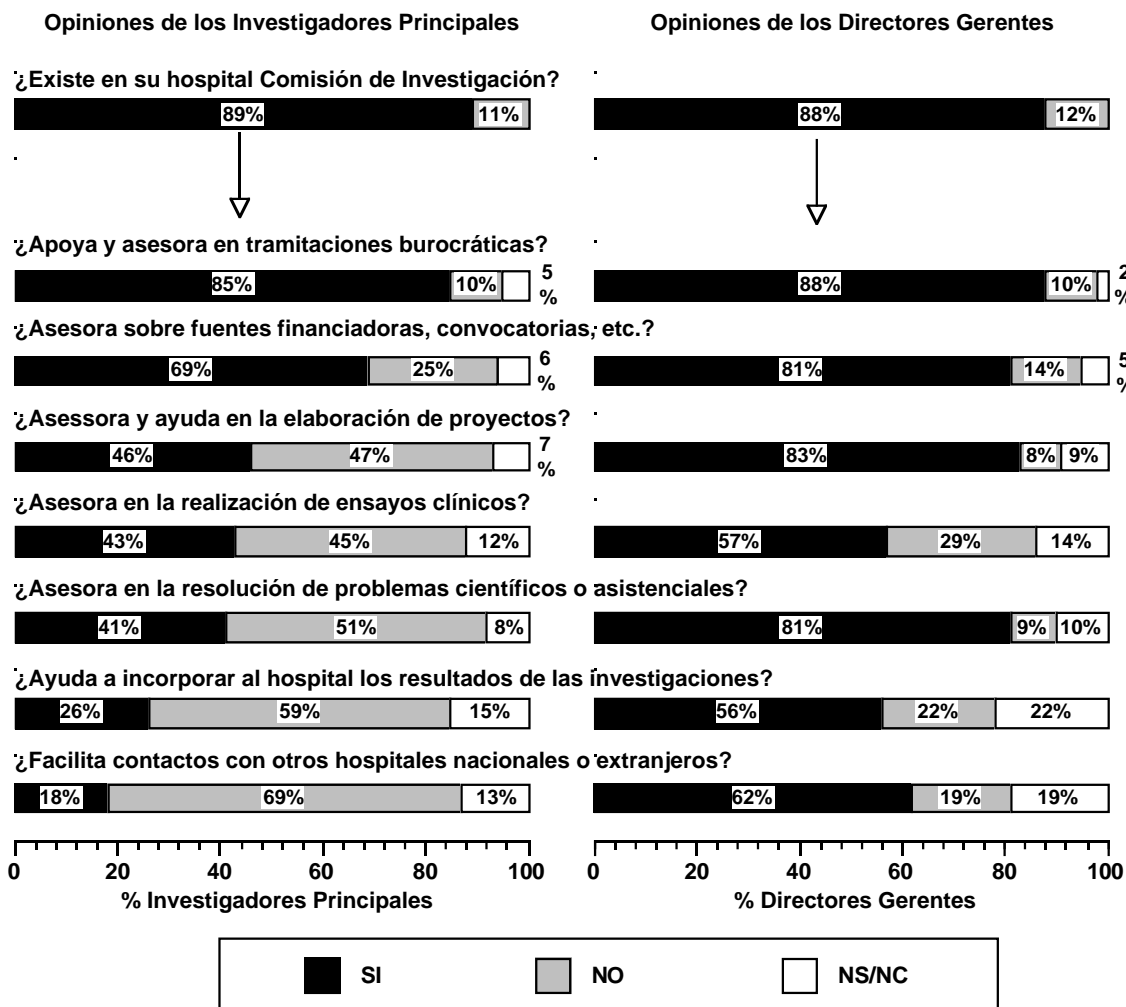 Opiniones de los Investigadores Principales Opiniones de los Directores Gerentes
¿Existe en su hospital Comisión de Investigación?
89% 11% 88% 12%
¿Apoya y asesora en tramitaciones burocráticas?
85% 10% 5 % 88% 10% 2 %
¿Asesora sobre fuentes financiadoras, convocatorias, etc.?
69% 25% 6 % 81% 14% 5 %
¿Asessora y ayuda en la elaboración de proyectos?
46% 47% 7 % 83% 8% 9%
¿Asesora en la realización de ensayos clínicos?
43% 45% 12% 57% 29% 14%
¿Asesora en la resolución de problemas científicos o asistenciales?
41% 51% 8% 81% 9% 10%
¿Ayuda a incorporar al hospital los resultados de las investigaciones?
26% 59% 15% 56% 22% 22%
¿Facilita contactos con otros hospitales nacionales o extranjeros?
18% 69% 13% 62% 19% 19%
0 20 40 60 80 100 0 20 40 60 80 100
% Investigadores Principales % Directores Gerentes
SI NO NS/NC